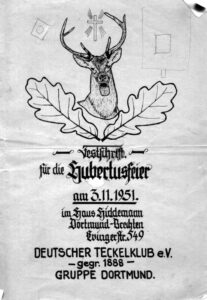 Festschrift
für die Hubertusfeier
am 3.11.1951.
im Haus Hiddemann
Dortmund-Brechten
Evingerstr. 549
DEUTSCHER TECKELKLUB e.V.
— gegr. 1888 —
GRUPPE DORTMUND.